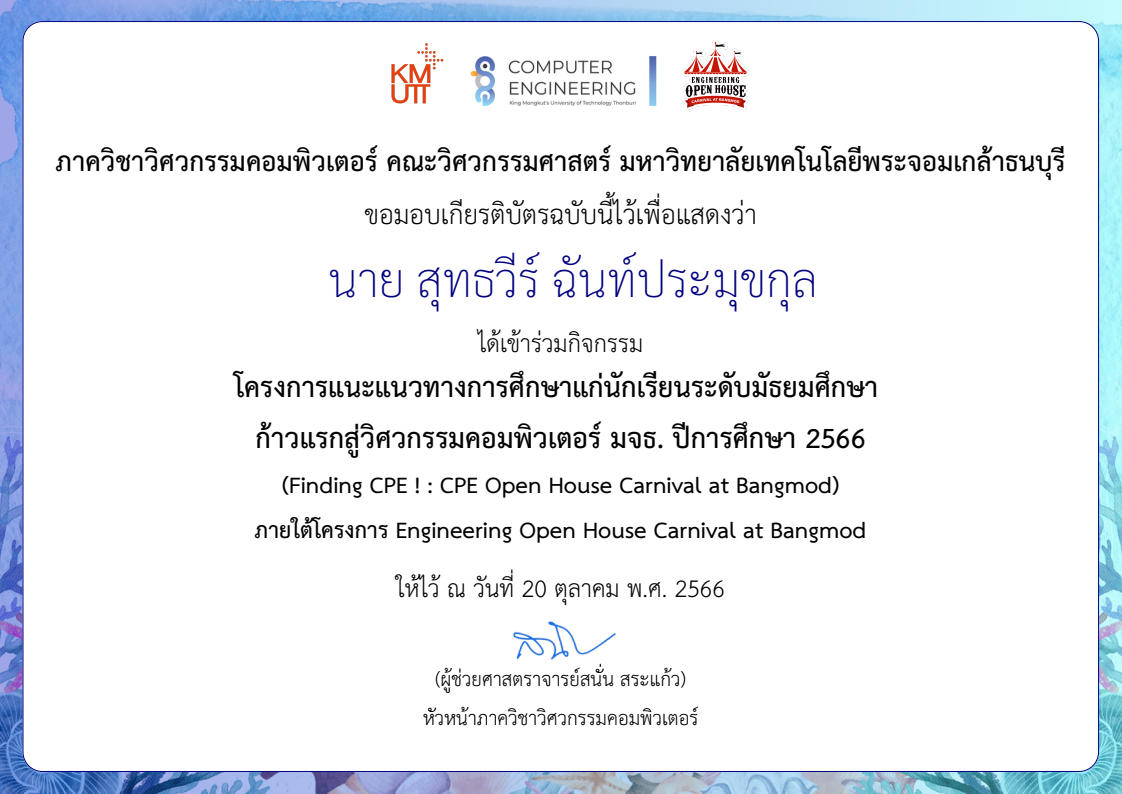 KMUTT
COMPUTER
ENGINEERING
King Mongkut's University of Technology Thonburi
ENGINEERING
OPEN HOUSE
CARNIVAL AT BANGMOD
ภาควิชาวิศวกรรมคอมพิวเตอร์ คณะวิศวกรรมศาสตร์ มหาวิทยาลัยเทคโนโลยีพระจอมเกล้าธนบุรี
ขอมอบเกียรติบัตรฉบับนี้ไว้เพื่อแสดงว่า
นาย สุทธวีร์ ฉันท์ประมุขกุล
ได้เข้าร่วมกิจกรรม
โครงการแนะแนวทางการศึกษาแก่นักเรียนระดับมัธยมศึกษา
ก้าวแรกสู่วิศวกรรมคอมพิวเตอร์ มจธ. ปีการศึกษา 2566
(Finding CPE ! : CPE Open House Carnival at Bangmod)
ภายใต้โครงการ Engineering Open House Carnival at Bangmod
ให้ไว้ ณ วันที่ 20 ตุลาคม พ.ศ. 2566
(ผู้ช่วยศาสตราจารย์สนั่น สระแก้ว)
หัวหน้าภาควิชาวิศวกรรมคอมพิวเตอร์